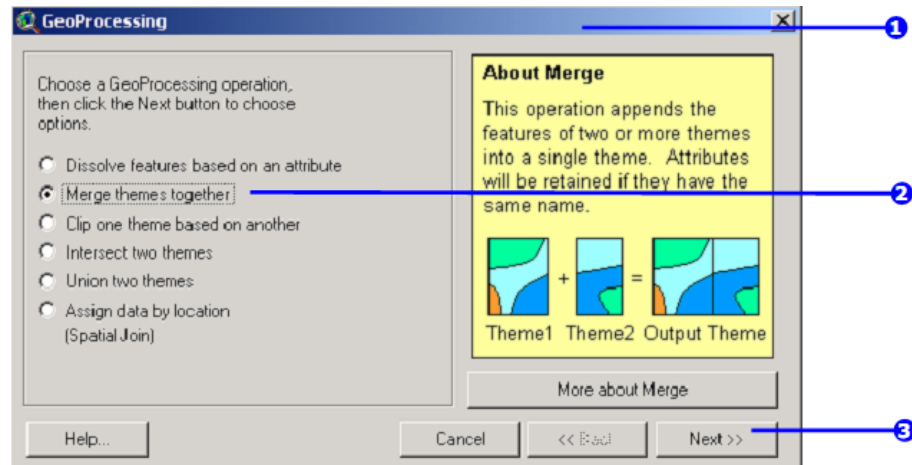 GeoProcessing
1
Choose a GeoProcessing operation,
then click the Next button to choose
options.
Dissolve features based on an attribute
Merge themes together
Clip one theme based on another
Intersect two themes
Union two themes
Assign data by location
(Spatial Join)
About Merge
This operation appends the
features of two or more themes
into a single theme. Attributes
will be retained if they have the
same name.
2
+ =
Theme1 Theme2 Output Theme
More about Merge
Help... Cancel << Back Next >>
3